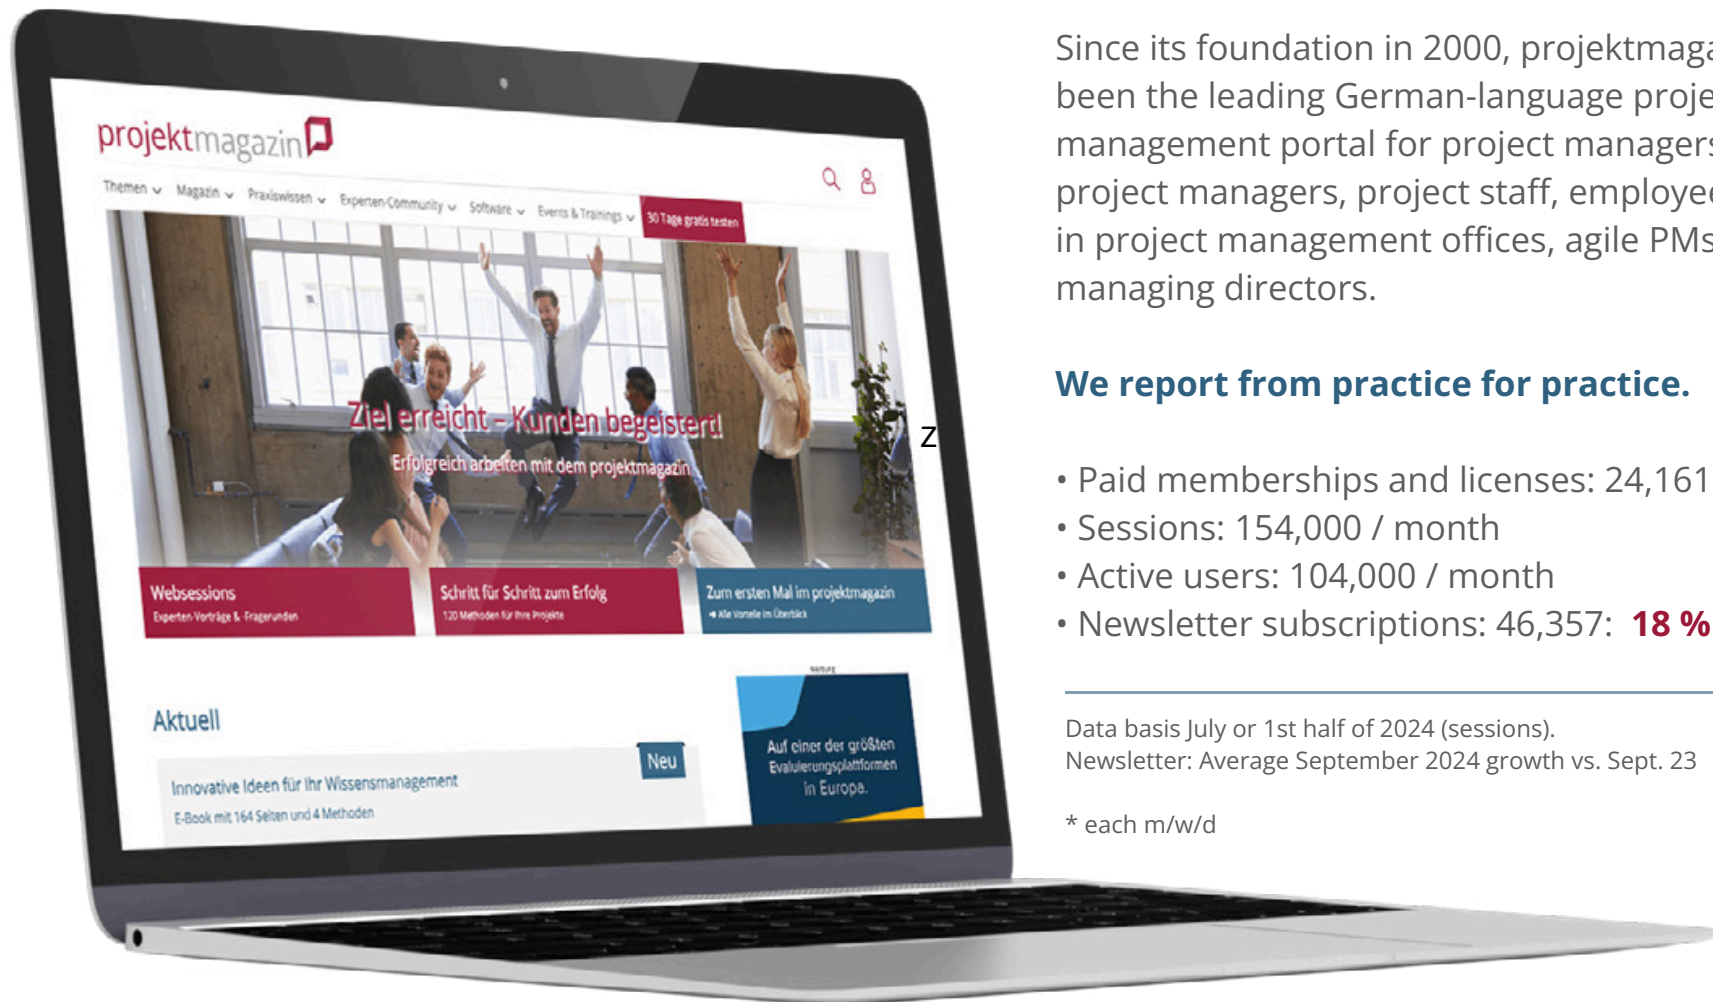 projektmagazin
Themen Magazin Praxiswissen Experten-Community Software Events & Trainings 30 Tage gratis testen
Ziel erreicht – Kunden begeistert!
Erfolgreich arbeiten mit dem projektmagazin
Websessions
Experten-Vorträge & -Fragerunden
Schritt für Schritt zum Erfolg
120 Methoden für Ihre Projekte
Zum ersten Mal im projektmagazin
➔ Alle Vorteile im Überblick
Aktuell
Neu
Innovative Ideen für Ihr Wissensmanagement
E-Book mit 164 Seiten und 4 Methoden
Auf einer der größten
Evaluierungsplattformen
in Europa.
Z
Since its foundation in 2000, projektmaga
been the leading German-language proje
management portal for project managers
project managers, project staff, employee
in project management offices, agile PMs
managing directors.
We report from practice for practice.
• Paid memberships and licenses: 24,161
• Sessions: 154,000 / month
• Active users: 104,000 / month
• Newsletter subscriptions: 46,357: 18 %
Data basis July or 1st half of 2024 (sessions).
Newsletter: Average September 2024 growth vs. Sept. 23
* each m/w/d